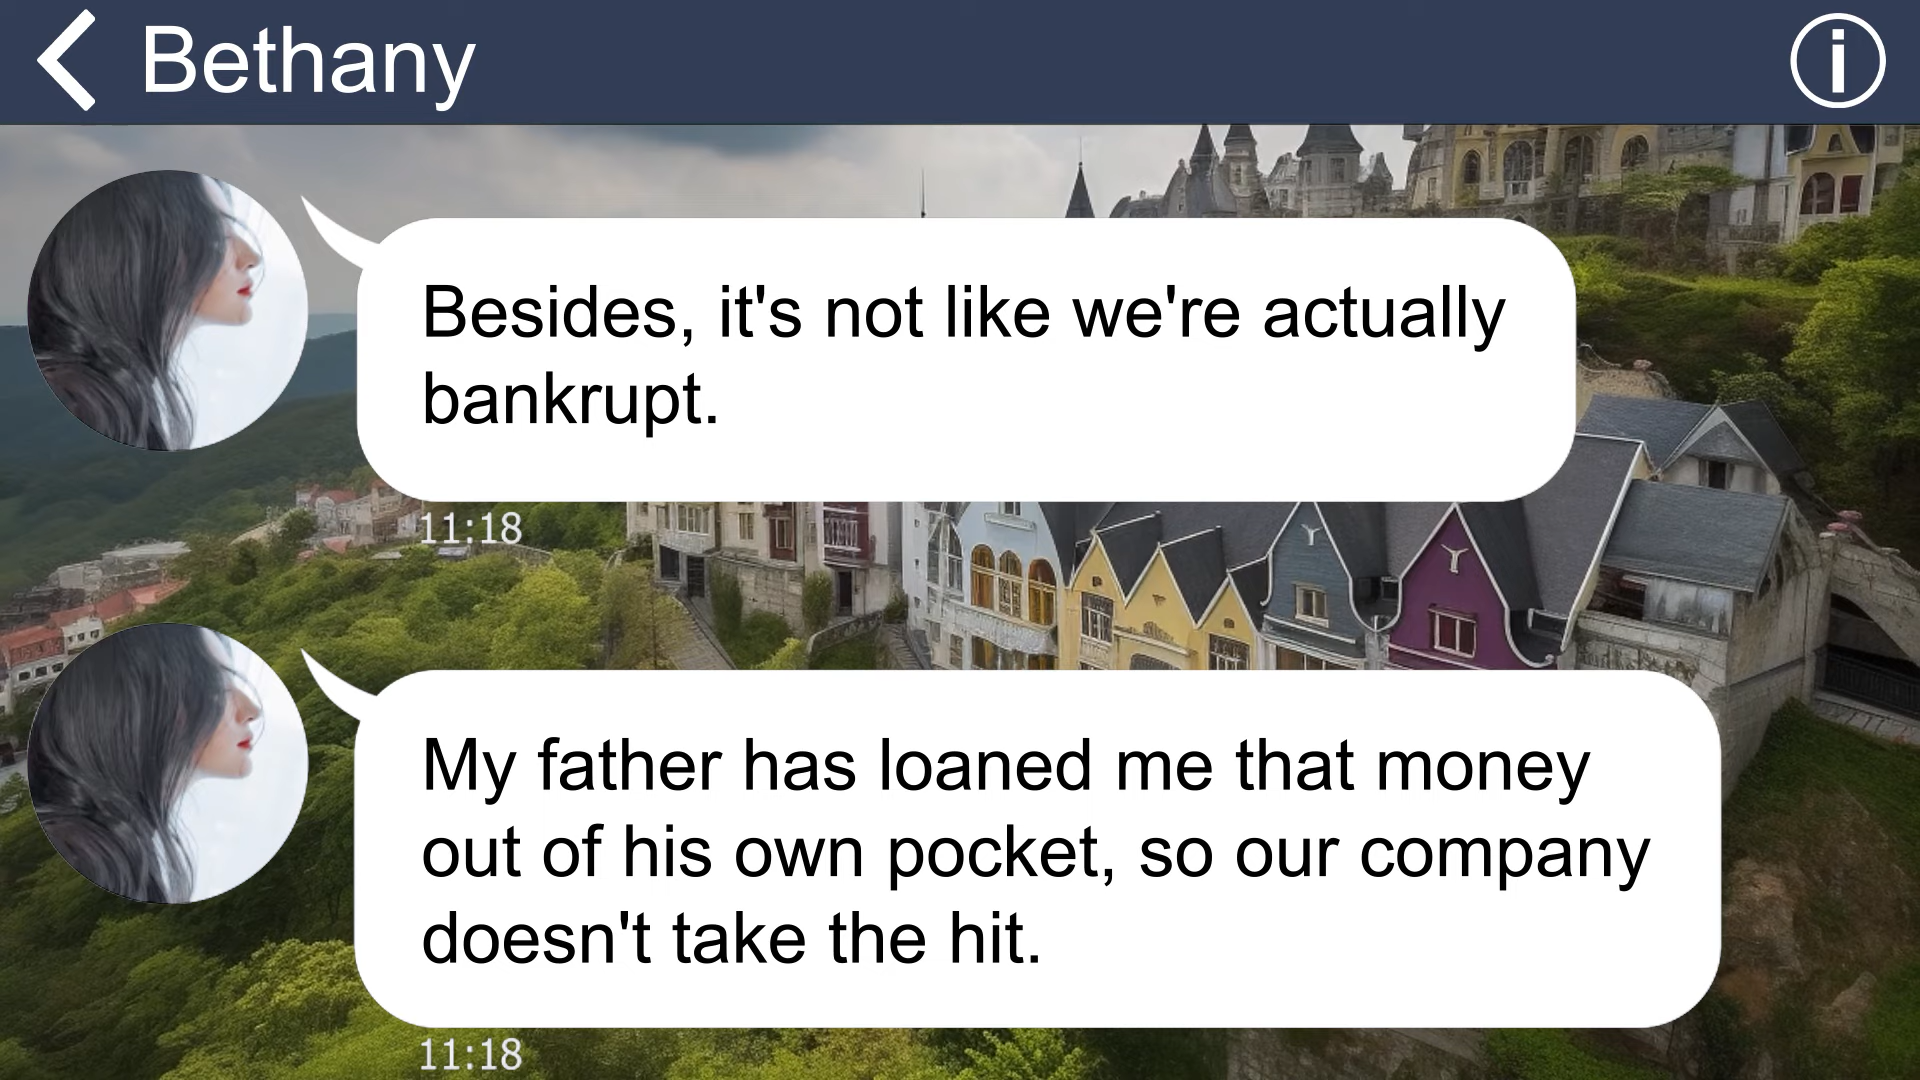 Bethany
Besides, it's not like we're actually
bankrupt.
11:18
My father has loaned me that money
out of his own pocket, so our company
doesn't take the hit.
11:18